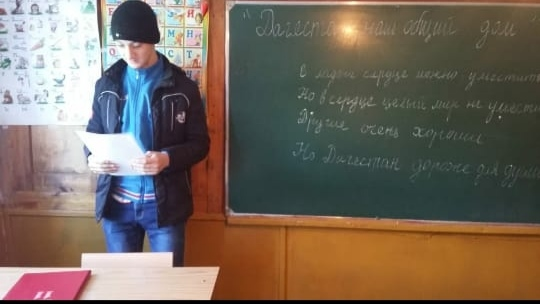 "Дагестан наш общий дом"
С ладонь сердце можно уместить
Но в сердце целый мир не уместить
Другие очень хороши
Но Дагестан дороже для души